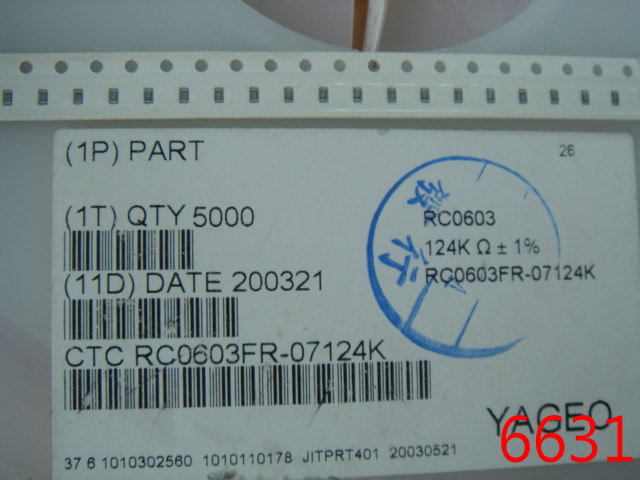 (1P) PART
26
(1T) QTY 5000
RC0603
124K Ω ± 1%
(11D) DATE 200321
RC0603FR-07124K
CTC RC0603FR-07124K
YAGEO
6631
37 6 1010302560 1010110178 JITPRT401 20030521